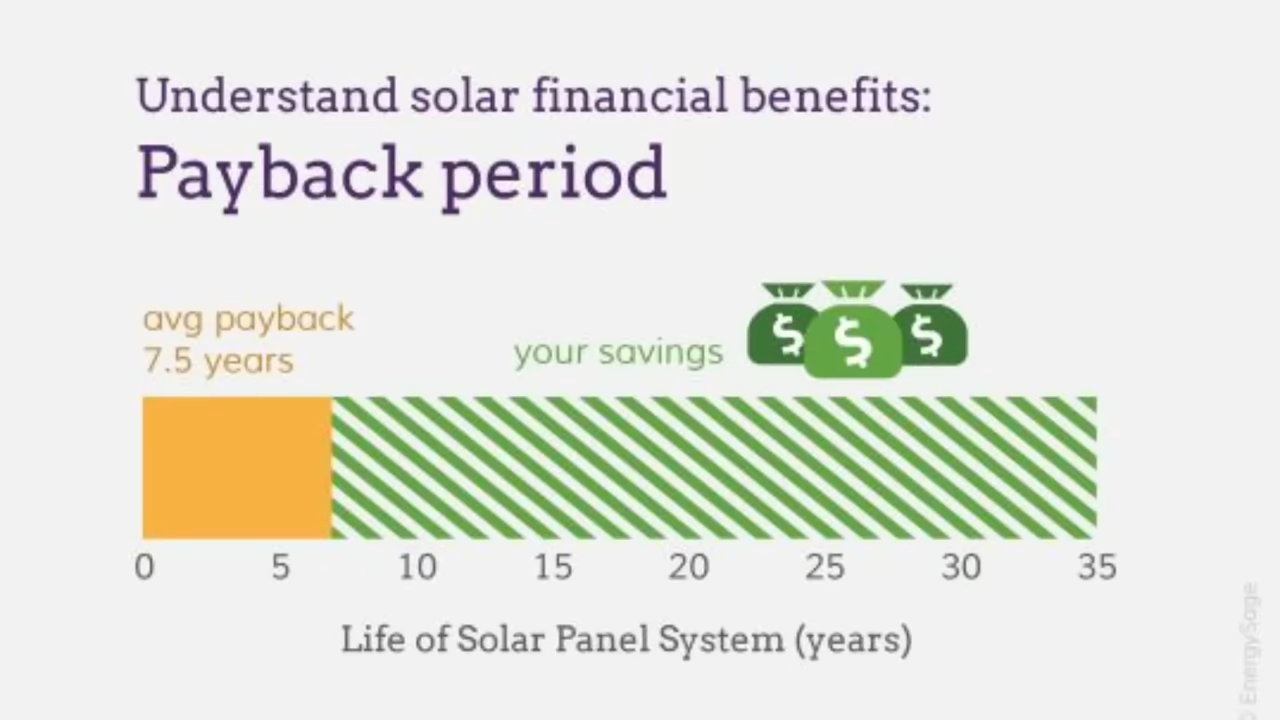 Understand solar financial benefits:
Payback period
avg payback
7.5 years
your savings
$ $ $
0 5 10 15 20 25 30 35
Life of Solar Panel System (years)
© EnergySage